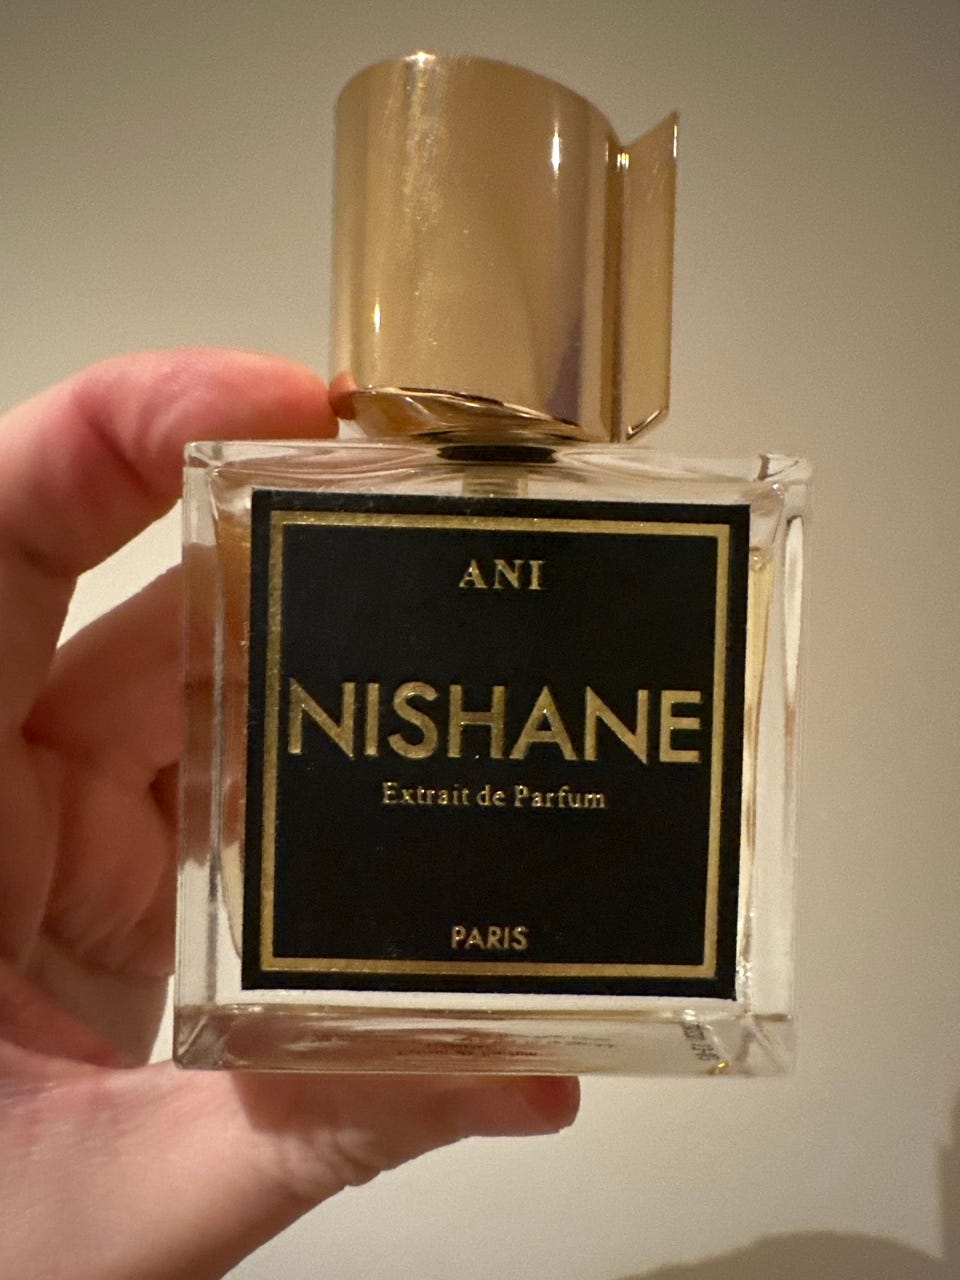 ANI
NISHANE
Extrait de Parfum
PARIS